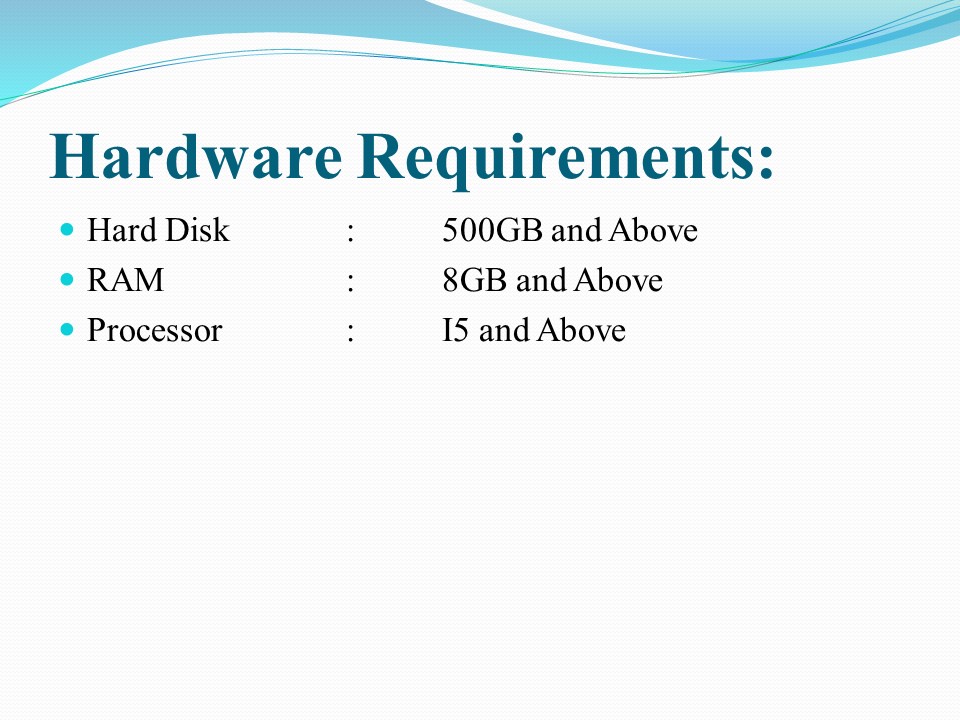 Hardware Requirements:
Hard Disk : 500GB and Above
RAM : 8GB and Above
Processor : I5 and Above